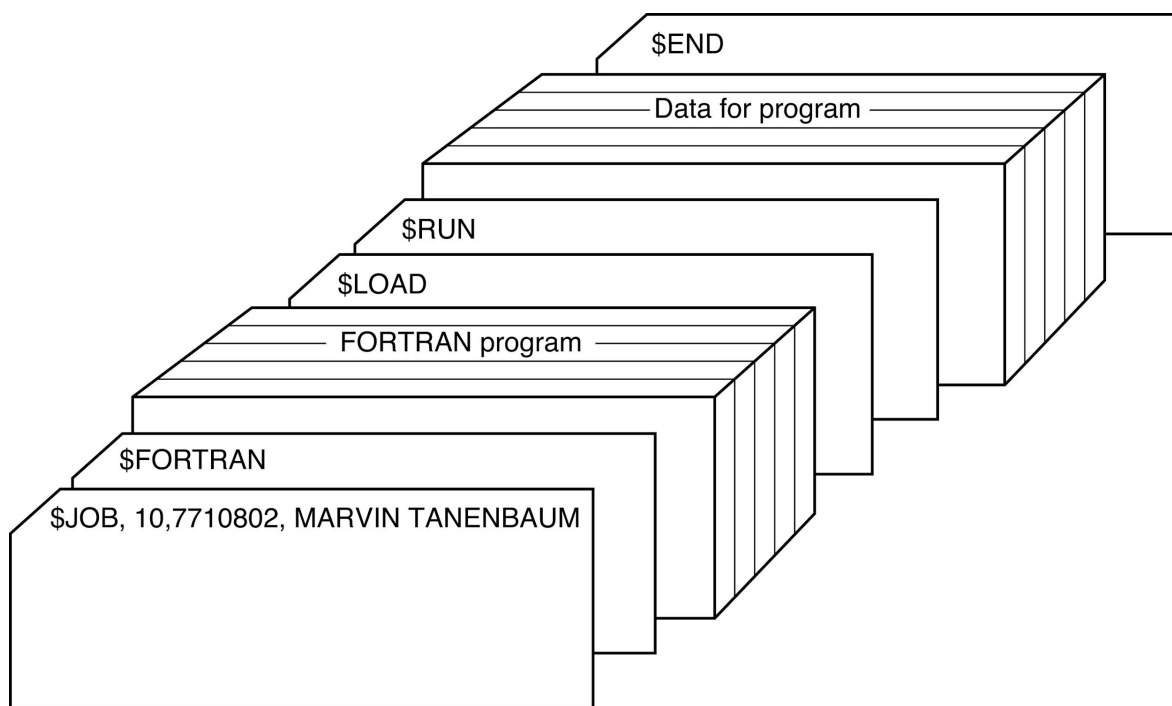 $END
Data for program
$RUN
$LOAD
FORTRAN program
$FORTRAN
$JOB, 10,7710802, MARVIN TANENBAUM